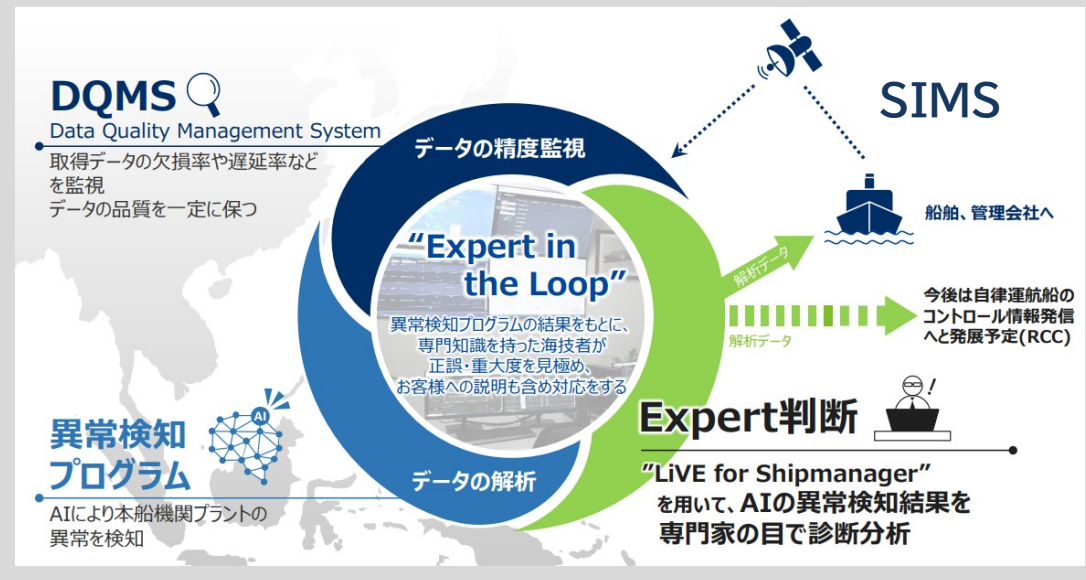 DQMS
Data Quality Management System
取得データの欠損率や遅延率など
を監視
データの品質を一定に保つ
データの精度監視
SIMS
船舶、管理会社へ
"Expert in
the Loop"
異常検知プログラムの結果をもとに、
専門知識を持った海技者が
正誤・重大度を見極め、
お客様への説明も含め対応をする
解析データ
解析データ
今後は自律運航船の
コントロール情報発信
へと発展予定(RCC)
異常検知
プログラム
AI
AIにより本船機関プラントの
異常を検知
データの解析
Expert判断
"LiVE for Shipmanager"
を用いて、AIの異常検知結果を
専門家の目で診断分析